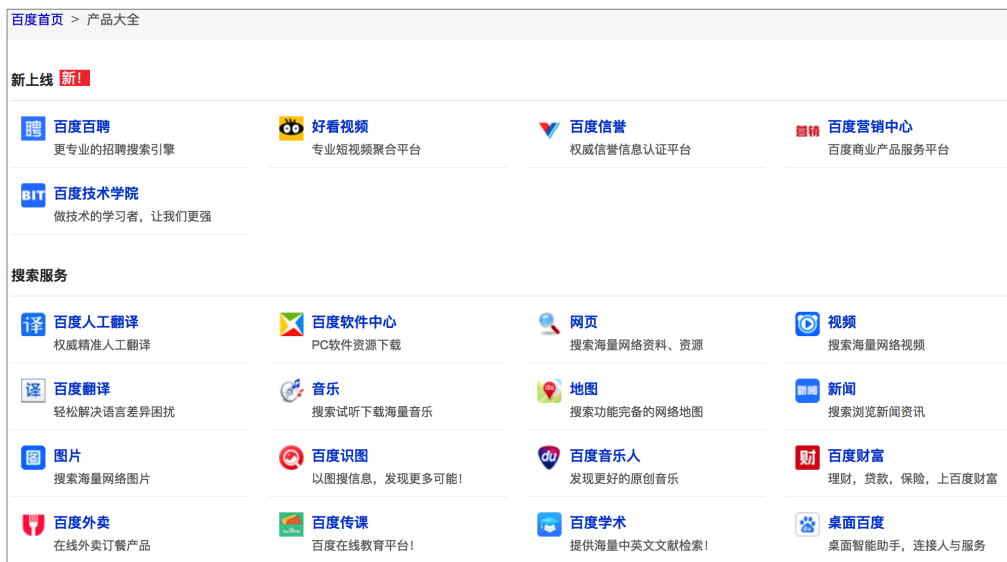 百度首页 > 产品大全
新上线 新!
聘 百度百聘 好看视频 百度信誉 营销 百度营销中心
更专业的招聘搜索引擎 专业短视频聚合平台 权威信誉信息认证平台 百度商业产品服务平台
BIT 百度技术学院
做技术的学习者，让我们更强
搜索服务
译 百度人工翻译 百度软件中心 网页 视频
权威精准人工翻译 PC软件资源下载 搜索海量网络资料、资源 搜索海量网络视频
译 百度翻译 音乐 du 地图 新闻 新闻
轻松解决语言差异困扰 搜索试听下载海量音乐 搜索功能完备的网络地图 搜索浏览新闻资讯
图 图片 百度识图 du 百度音乐人 财 百度财富
搜索海量网络图片 以图搜信息，发现更多可能! 发现更好的原创音乐 理财，贷款，保险，上百度财富
百度外卖 百度传课 百度学术 桌面百度
在线外卖订餐产品 百度在线教育平台! 提供海量中英文文献检索! 桌面智能助手，连接人与服务